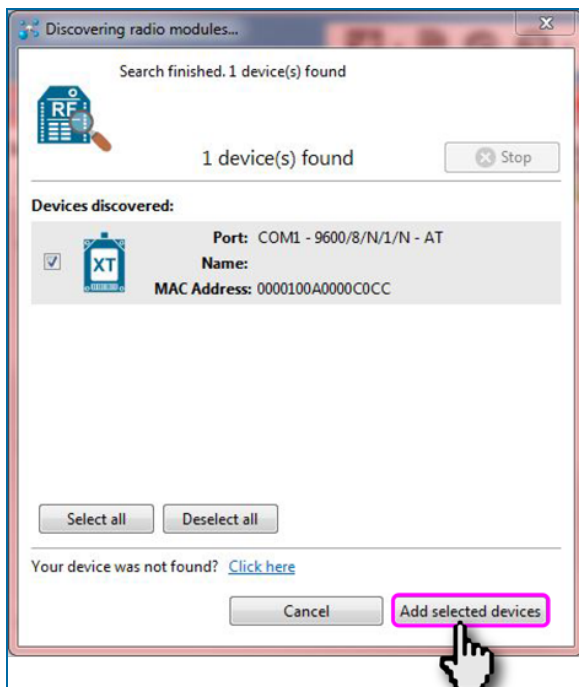 Discovering radio modules...
Search finished. 1 device(s) found
RF
1 device(s) found
Stop
Devices discovered:
Port: COM1 - 9600/8/N/1/N - AT
XT
Name:
MAC Address: 0000100A0000C0CC
Select all
Deselect all
Your device was not found? Click here
Cancel
Add selected devices